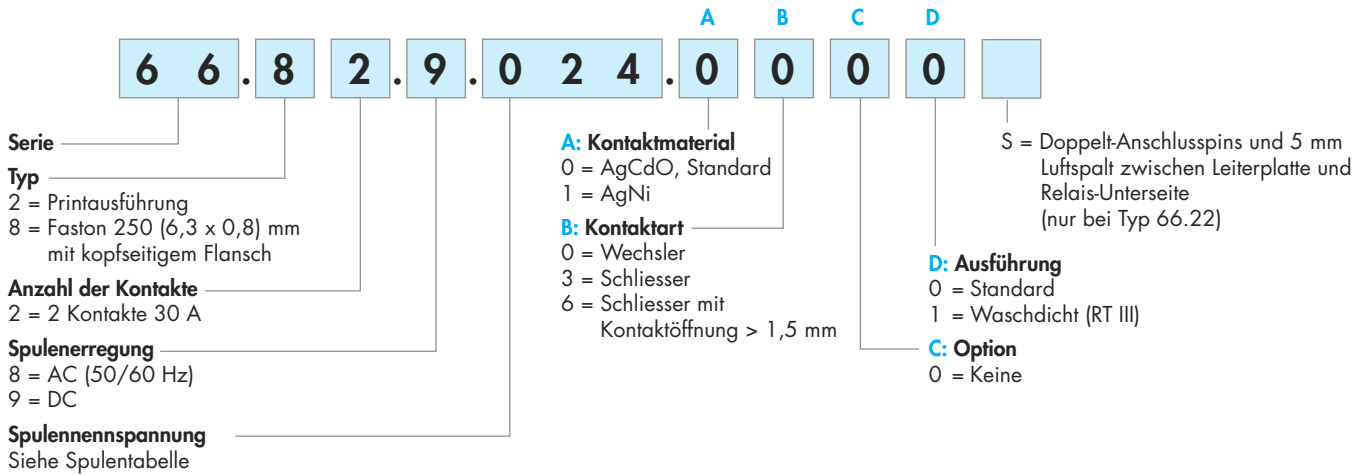 A B C D
6 6 . 8 2 . 9 . 0 2 4 . 0 0 0 0
Serie
Typ
2 = Printausführung
8 = Faston 250 (6,3 x 0,8) mm
mit kopfseitigem Flansch
Anzahl der Kontakte
2 = 2 Kontakte 30 A
Spulenerregung
8 = AC (50/60 Hz)
9 = DC
Spulennennspannung
Siehe Spulentabelle
A: Kontaktmaterial
0 = AgCdO, Standard
1 = AgNi
B: Kontaktart
0 = Wechsler
3 = Schliesser
6 = Schliesser mit
Kontaktöffnung > 1,5 mm
S = Doppelt-Anschlusspins und 5 mm
Luftspalt zwischen Leiterplatte und
Relais-Unterseite
(nur bei Typ 66.22)
D: Ausführung
0 = Standard
1 = Waschdicht (RT III)
C: Option
0 = Keine